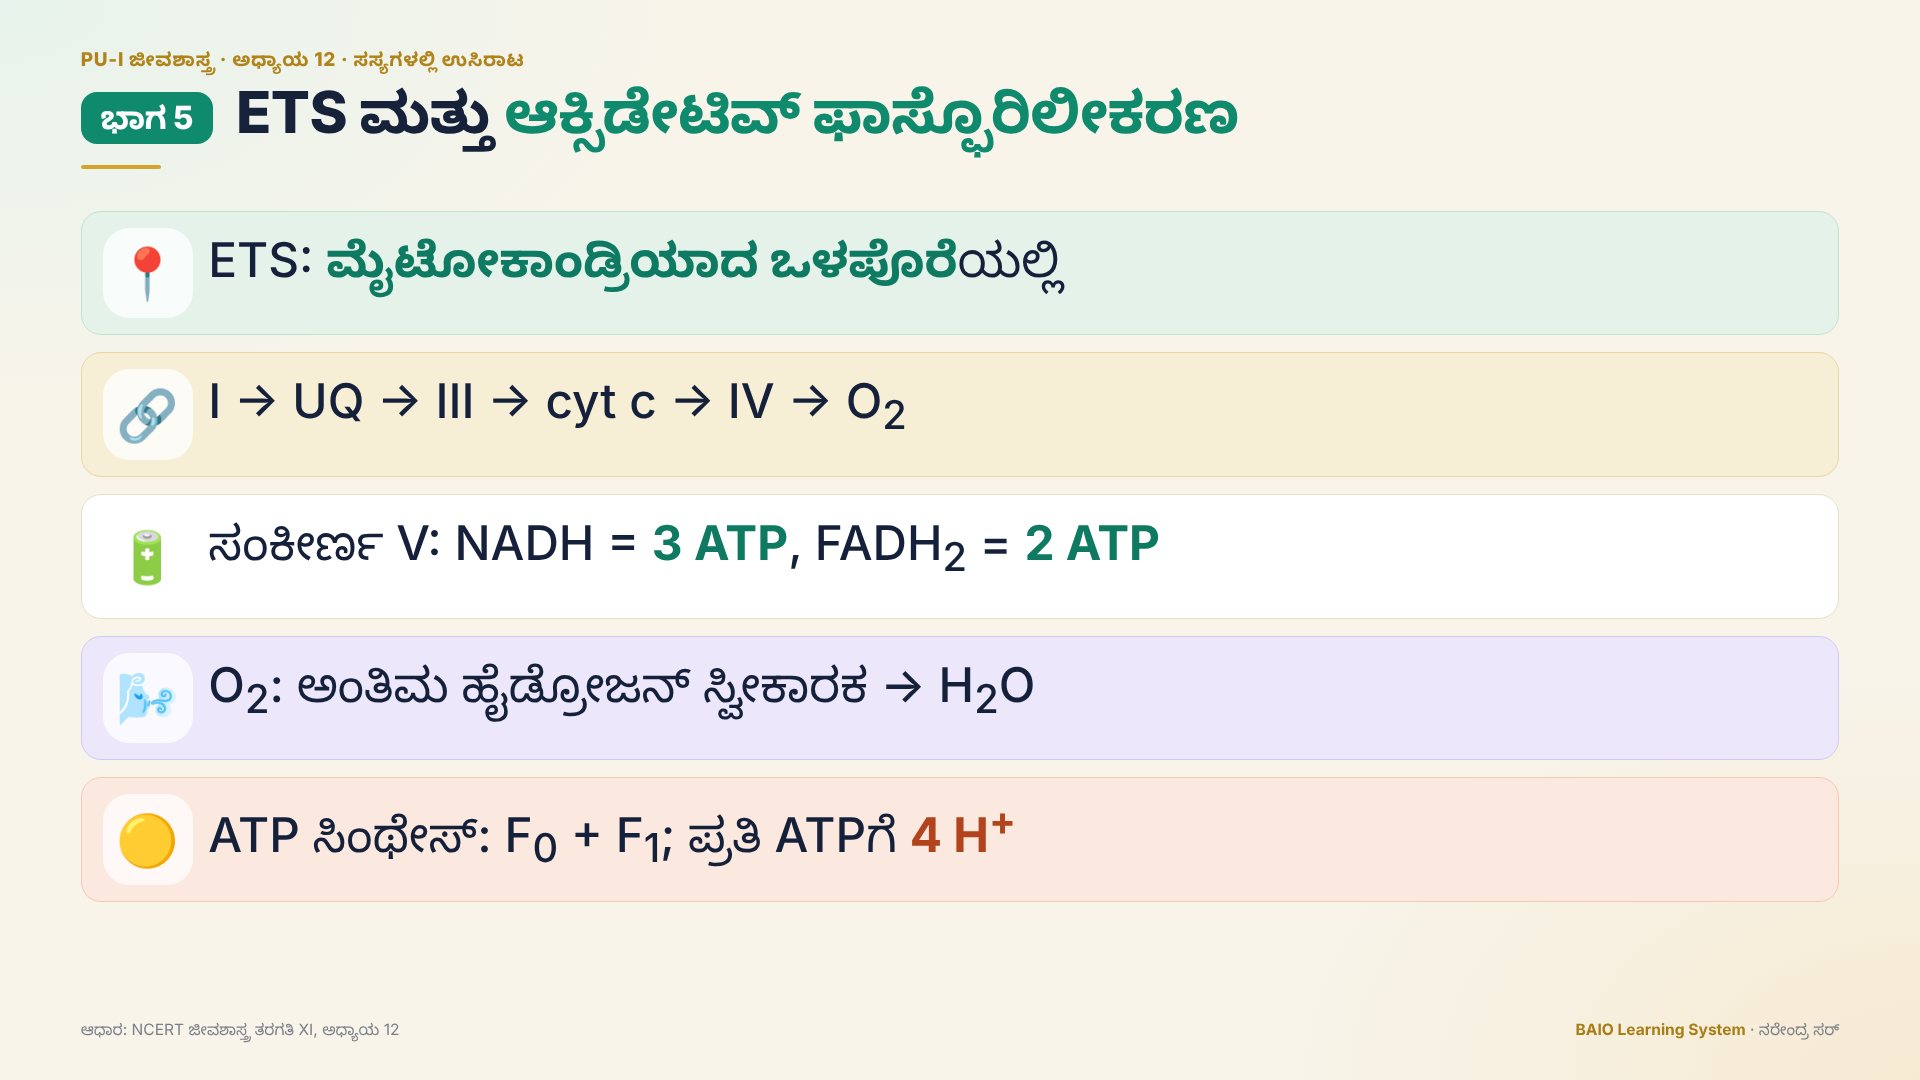 PU-I ಜೀವಶಾಸ್ತ್ರ · ಅಧ್ಯಾಯ 12 · ಸಸ್ಯಗಳಲ್ಲಿ ಉಸಿರಾಟ
ಭಾಗ 5 ETS ಮತ್ತು ಆಕ್ಸಿಡೇಟಿವ್ ಫಾಸ್ಫೊರಿಲೀಕರಣ
ETS: ಮೈಟೋಕಾಂಡ್ರಿಯಾದ ಒಳಪೊರೆಯಲ್ಲಿ
I → UQ → III → cyt c → IV → O₂
ಸಂಕೀರ್ಣ V: NADH = 3 ATP, FADH₂ = 2 ATP
O₂: ಅಂತಿಮ ಹೈಡ್ರೋಜನ್ ಸ್ವೀಕಾರಕ → H₂O
ATP ಸಿಂಥೇಸ್: F₀ + F₁; ಪ್ರತಿ ATPಗೆ 4 H⁺
ಆಧಾರ: NCERT ಜೀವಶಾಸ್ತ್ರ ತರಗತಿ XI, ಅಧ್ಯಾಯ 12
BAIO Learning System · ನರೇಂದ್ರ ಸರ್